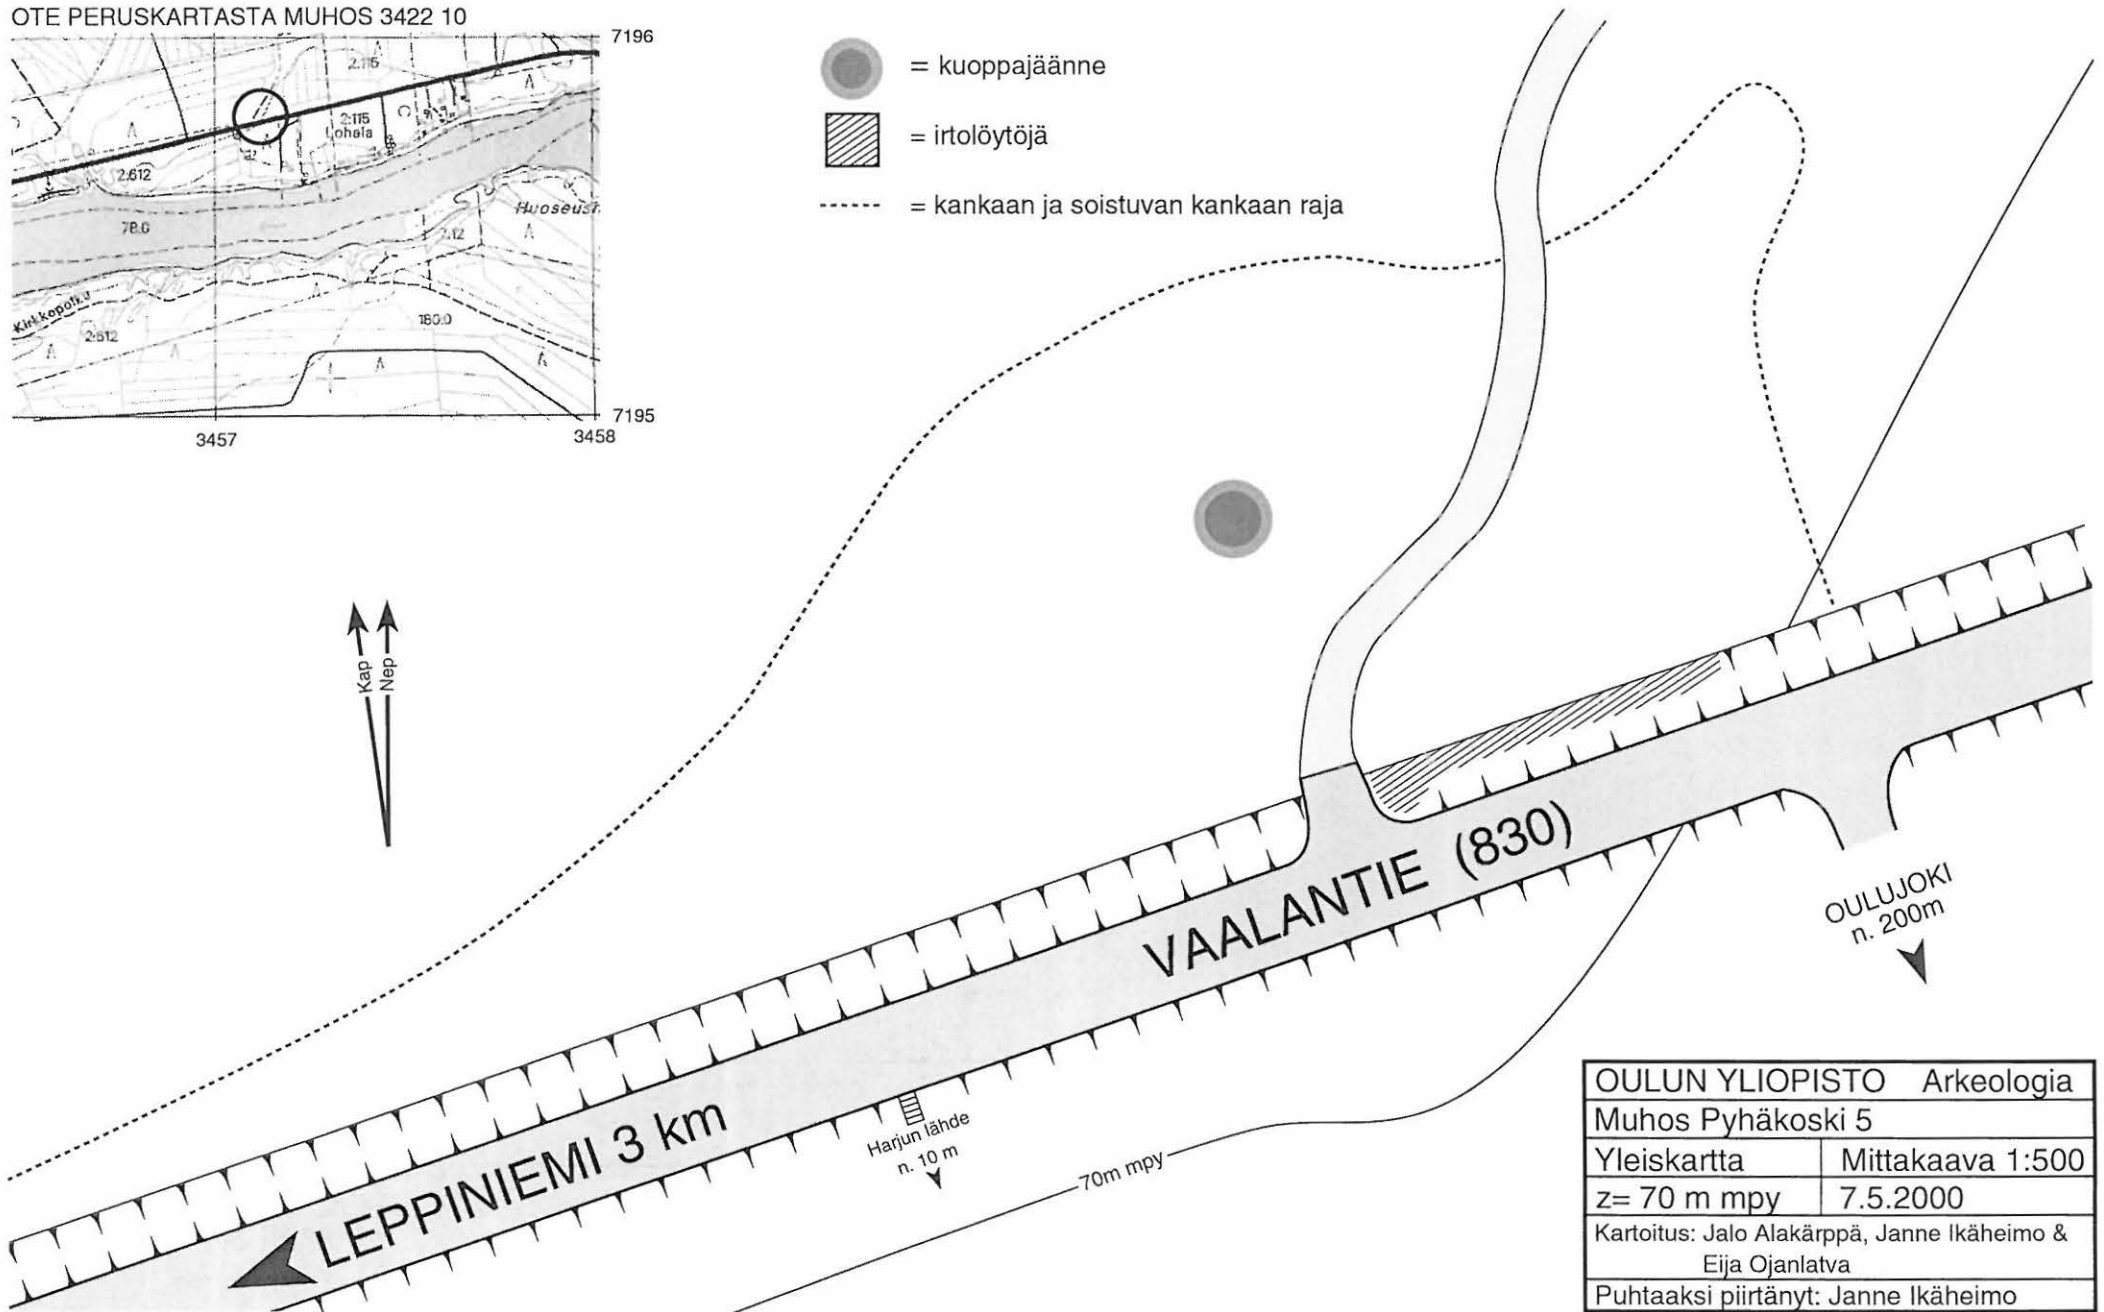 OTE PERUSKARTASTA MUHOS 3422 10
7196
2:115
2:115
Lohela
2:612
78.0
Huoseus
7:12
Kirkkopolku
2:612
180.0
7195
3457
3458
= kuoppajäänne
= irtolöytöjä
= kankaan ja soistuvan kankaan raja
Kap
Nep
VAALANTIE (830)
LEPPINIEMI 3 km
Harjun lähde
n. 10 m
70m mpy
OULUJOKI
n. 200m
OULUN YLIOPISTO Arkeologia
Muhos Pyhäkoski 5
Yleiskartta Mittakaava 1:500
z= 70 m mpy 7.5.2000
Kartoitus: Jalo Alakärppä, Janne Ikäheimo &
Eija Ojanlatva
Puhtaaksi piirtänyt: Janne Ikäheimo